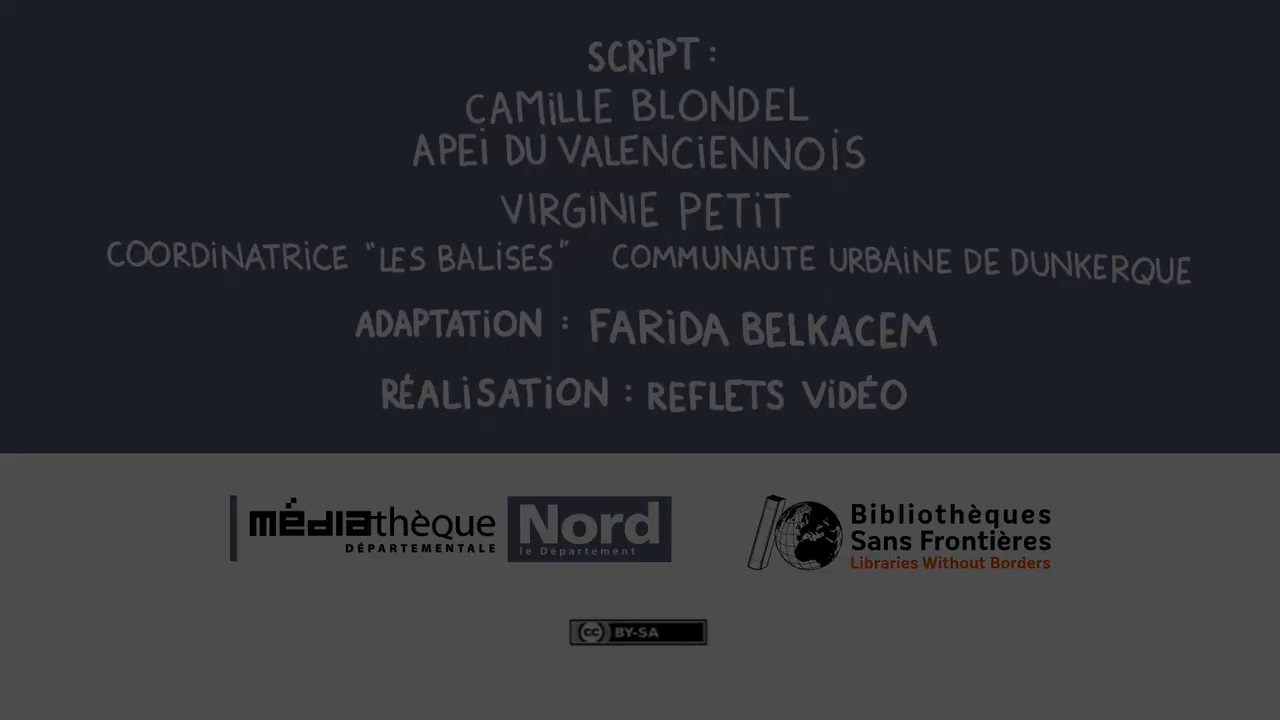 SCRiPT :
CAMiLLE BLONDEL
APEi DU VALENCiENNOiS
VIRGiNIE PETiT
COORDiNATRiCE "LES BALiSES" COMMUNAUTE URBAiNE DE DUNKERQUE
ADAPTATiON : FARiDA BELKACEM
RÉALiSATiON : REFLETS ViDÉO
médiathèque
DÉPARTEMENTALE
Nord
le Département
Bibliothèques
Sans Frontières
Libraries Without Borders
cc BY-SA